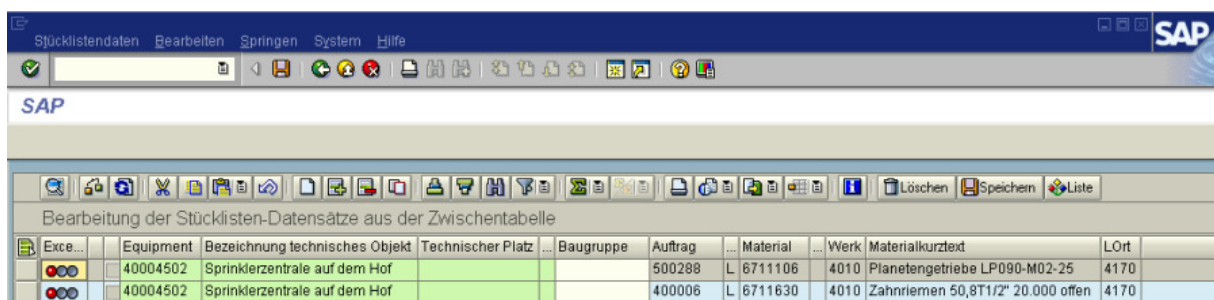 Stücklistendaten Bearbeiten Springen System Hilfe
SAP
SAP
Löschen Speichern Liste
Bearbeitung der Stücklisten-Datensätze aus der Zwischentabelle
Exce... Equipment Bezeichnung technisches Objekt Technischer Platz ... Baugruppe Auftrag ... Material ... Werk Materialkurztext LOrt
40004502 Sprinklerzentrale auf dem Hof 500288 L 6711106 4010 Planetengetriebe LP090-M02-25 4170
40004502 Sprinklerzentrale auf dem Hof 400006 L 6711630 4010 Zahnriemen 50,8T1/2" 20.000 offen 4170